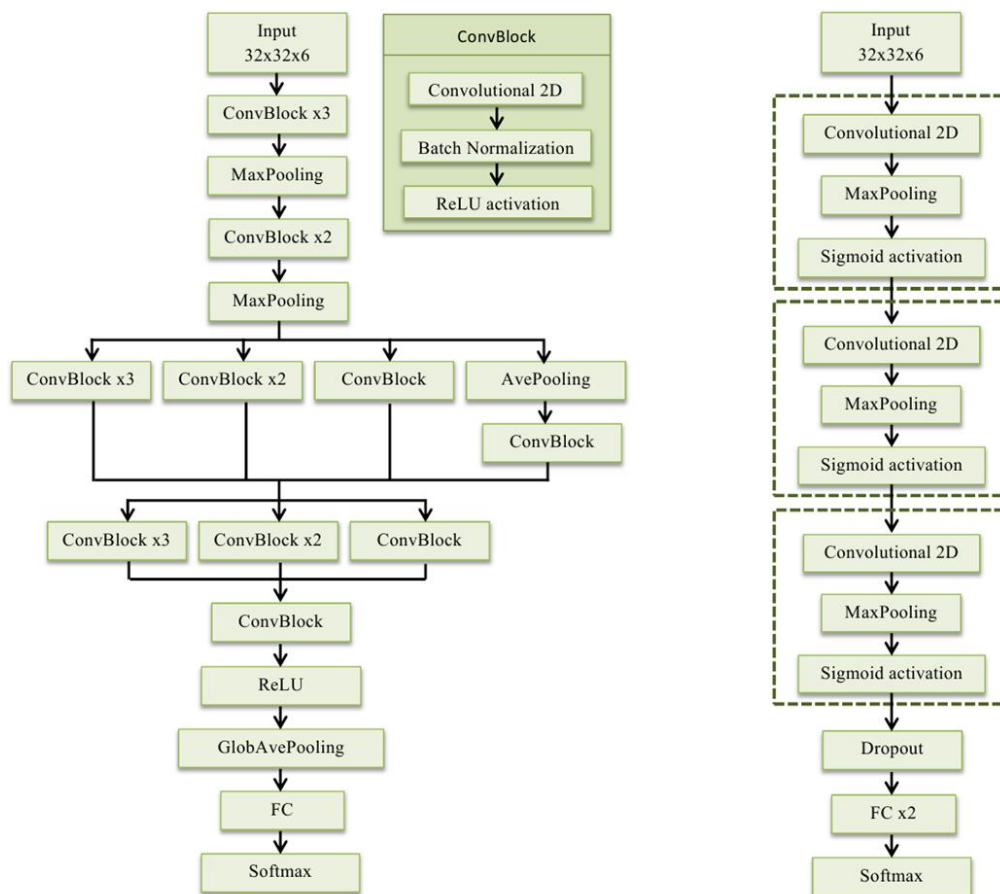 Input
32x32x6
ConvBlock x3
MaxPooling
ConvBlock x2
MaxPooling
ConvBlock x3
ConvBlock x2
ConvBlock
AvePooling
ConvBlock
ConvBlock x3
ConvBlock x2
ConvBlock
ConvBlock
ReLU
GlobAvePooling
FC
Softmax
ConvBlock
Convolutional 2D
Batch Normalization
ReLU activation
Input
32x32x6
Convolutional 2D
MaxPooling
Sigmoid activation
Convolutional 2D
MaxPooling
Sigmoid activation
Convolutional 2D
MaxPooling
Sigmoid activation
Dropout
FC x2
Softmax